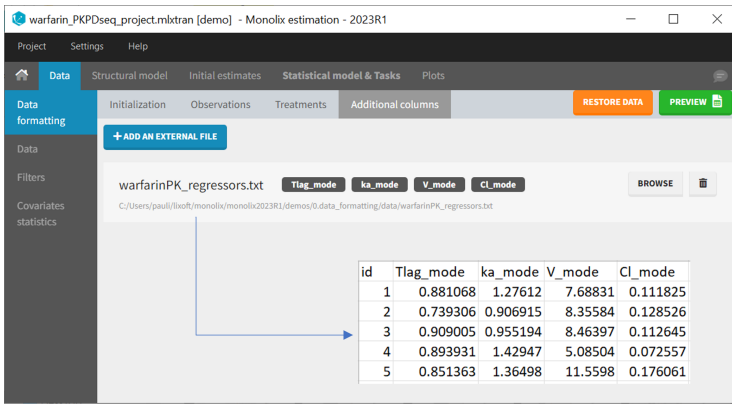 warfarin_PKPDseq_project.mlxtran [demo] - Monolix estimation - 2023R1
Project Settings Help
Data Structural model Initial estimates Statistical model & Tasks Plots
Data formatting
Data
Filters
Covariates statistics
Initialization Observations Treatments Additional columns
RESTORE DATA PREVIEW
+ ADD AN EXTERNAL FILE
warfarinPK_regressors.txt Tlag_mode ka_mode V_mode Cl_mode BROWSE
C:/Users/pauli/lixoft/monolix/monolix2023R1/demos/0.data_formatting/data/warfarinPK_regressors.txt
id Tlag_mode ka_mode V_mode Cl_mode
1 0.881068 1.27612 7.68831 0.111825
2 0.739306 0.906915 8.35584 0.128526
3 0.909005 0.955194 8.46397 0.112645
4 0.893931 1.42947 5.08504 0.072557
5 0.851363 1.36498 11.5598 0.176061